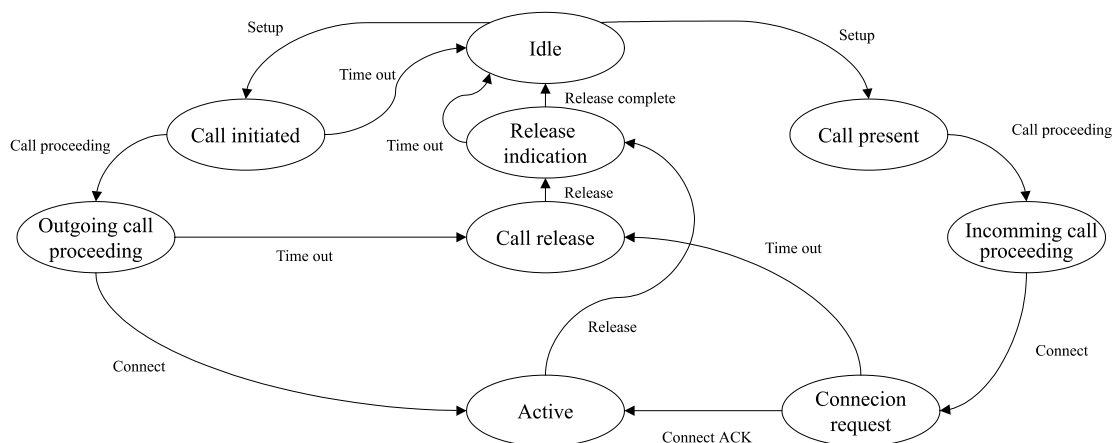 Setup
Idle
Setup
Time out
Release complete
Call initiated
Release
indication
Call present
Call proceeding
Time out
Call proceeding
Release
Outgoing call
proceeding
Call release
Incomming call
proceeding
Time out
Time out
Release
Connect
Connect
Active
Connecion
request
Connect ACK